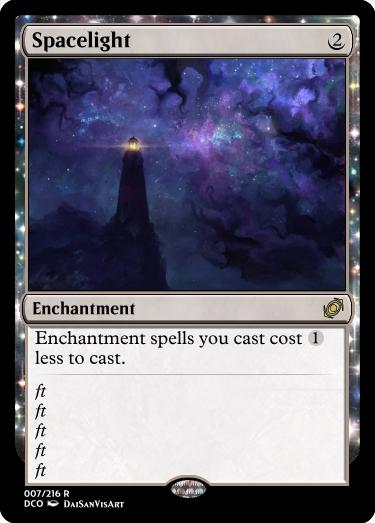 Spacelight 2
Enchantment
Enchantment spells you cast cost 1
less to cast.
ft
ft
ft
ft
ft
007/216 R
DCO DaiSanVisArt